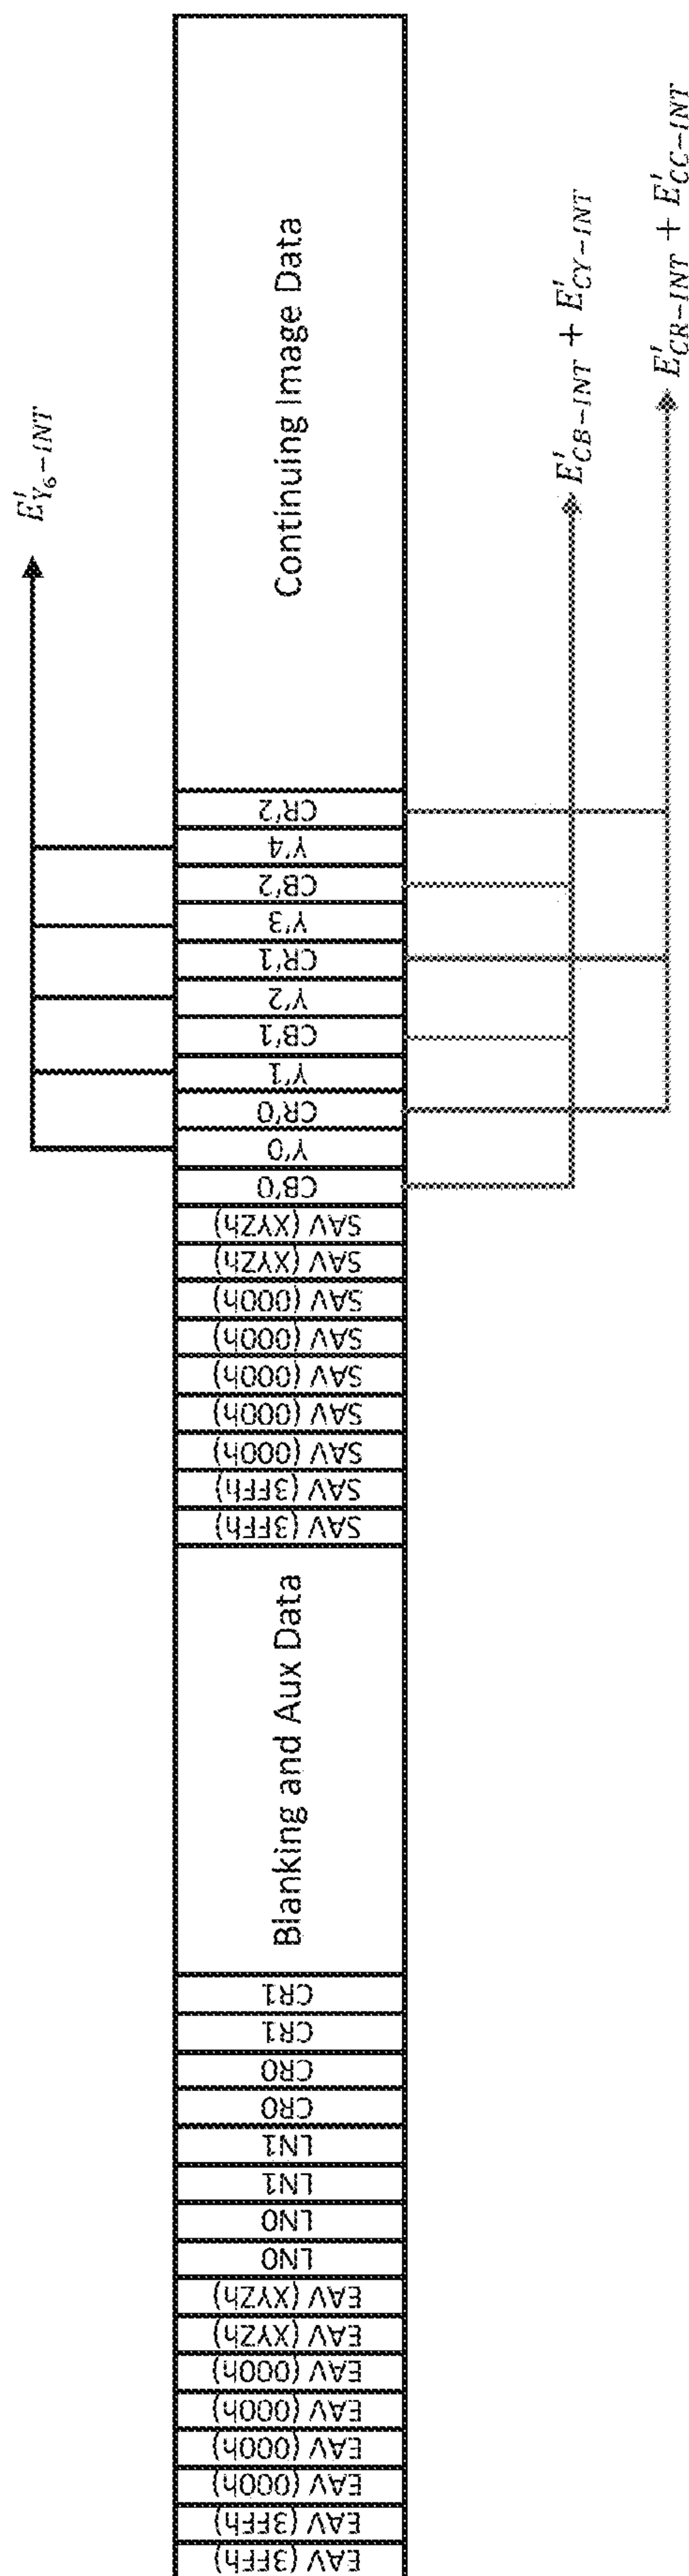 E'Y₆−INT
EAV (3FFh)
EAV (3FFh)
EAV (000h)
EAV (000h)
EAV (000h)
EAV (000h)
EAV (XYZh)
EAV (XYZh)
LN0
LN0
LN1
LN1
CR0
CR0
CR1
CR1
Blanking and Aux Data
SAV (3FFh)
SAV (3FFh)
SAV (000h)
SAV (000h)
SAV (000h)
SAV (000h)
SAV (000h)
SAV (XYZh)
SAV (XYZh)
CB'0
Y'0
CR'0
Y'1
CB'1
Y'2
CR'1
Y'3
CB'2
Y'4
CR'2
Continuing Image Data
E'CB−INT + E'CY−INT
E'CR−INT + E'CC−INT